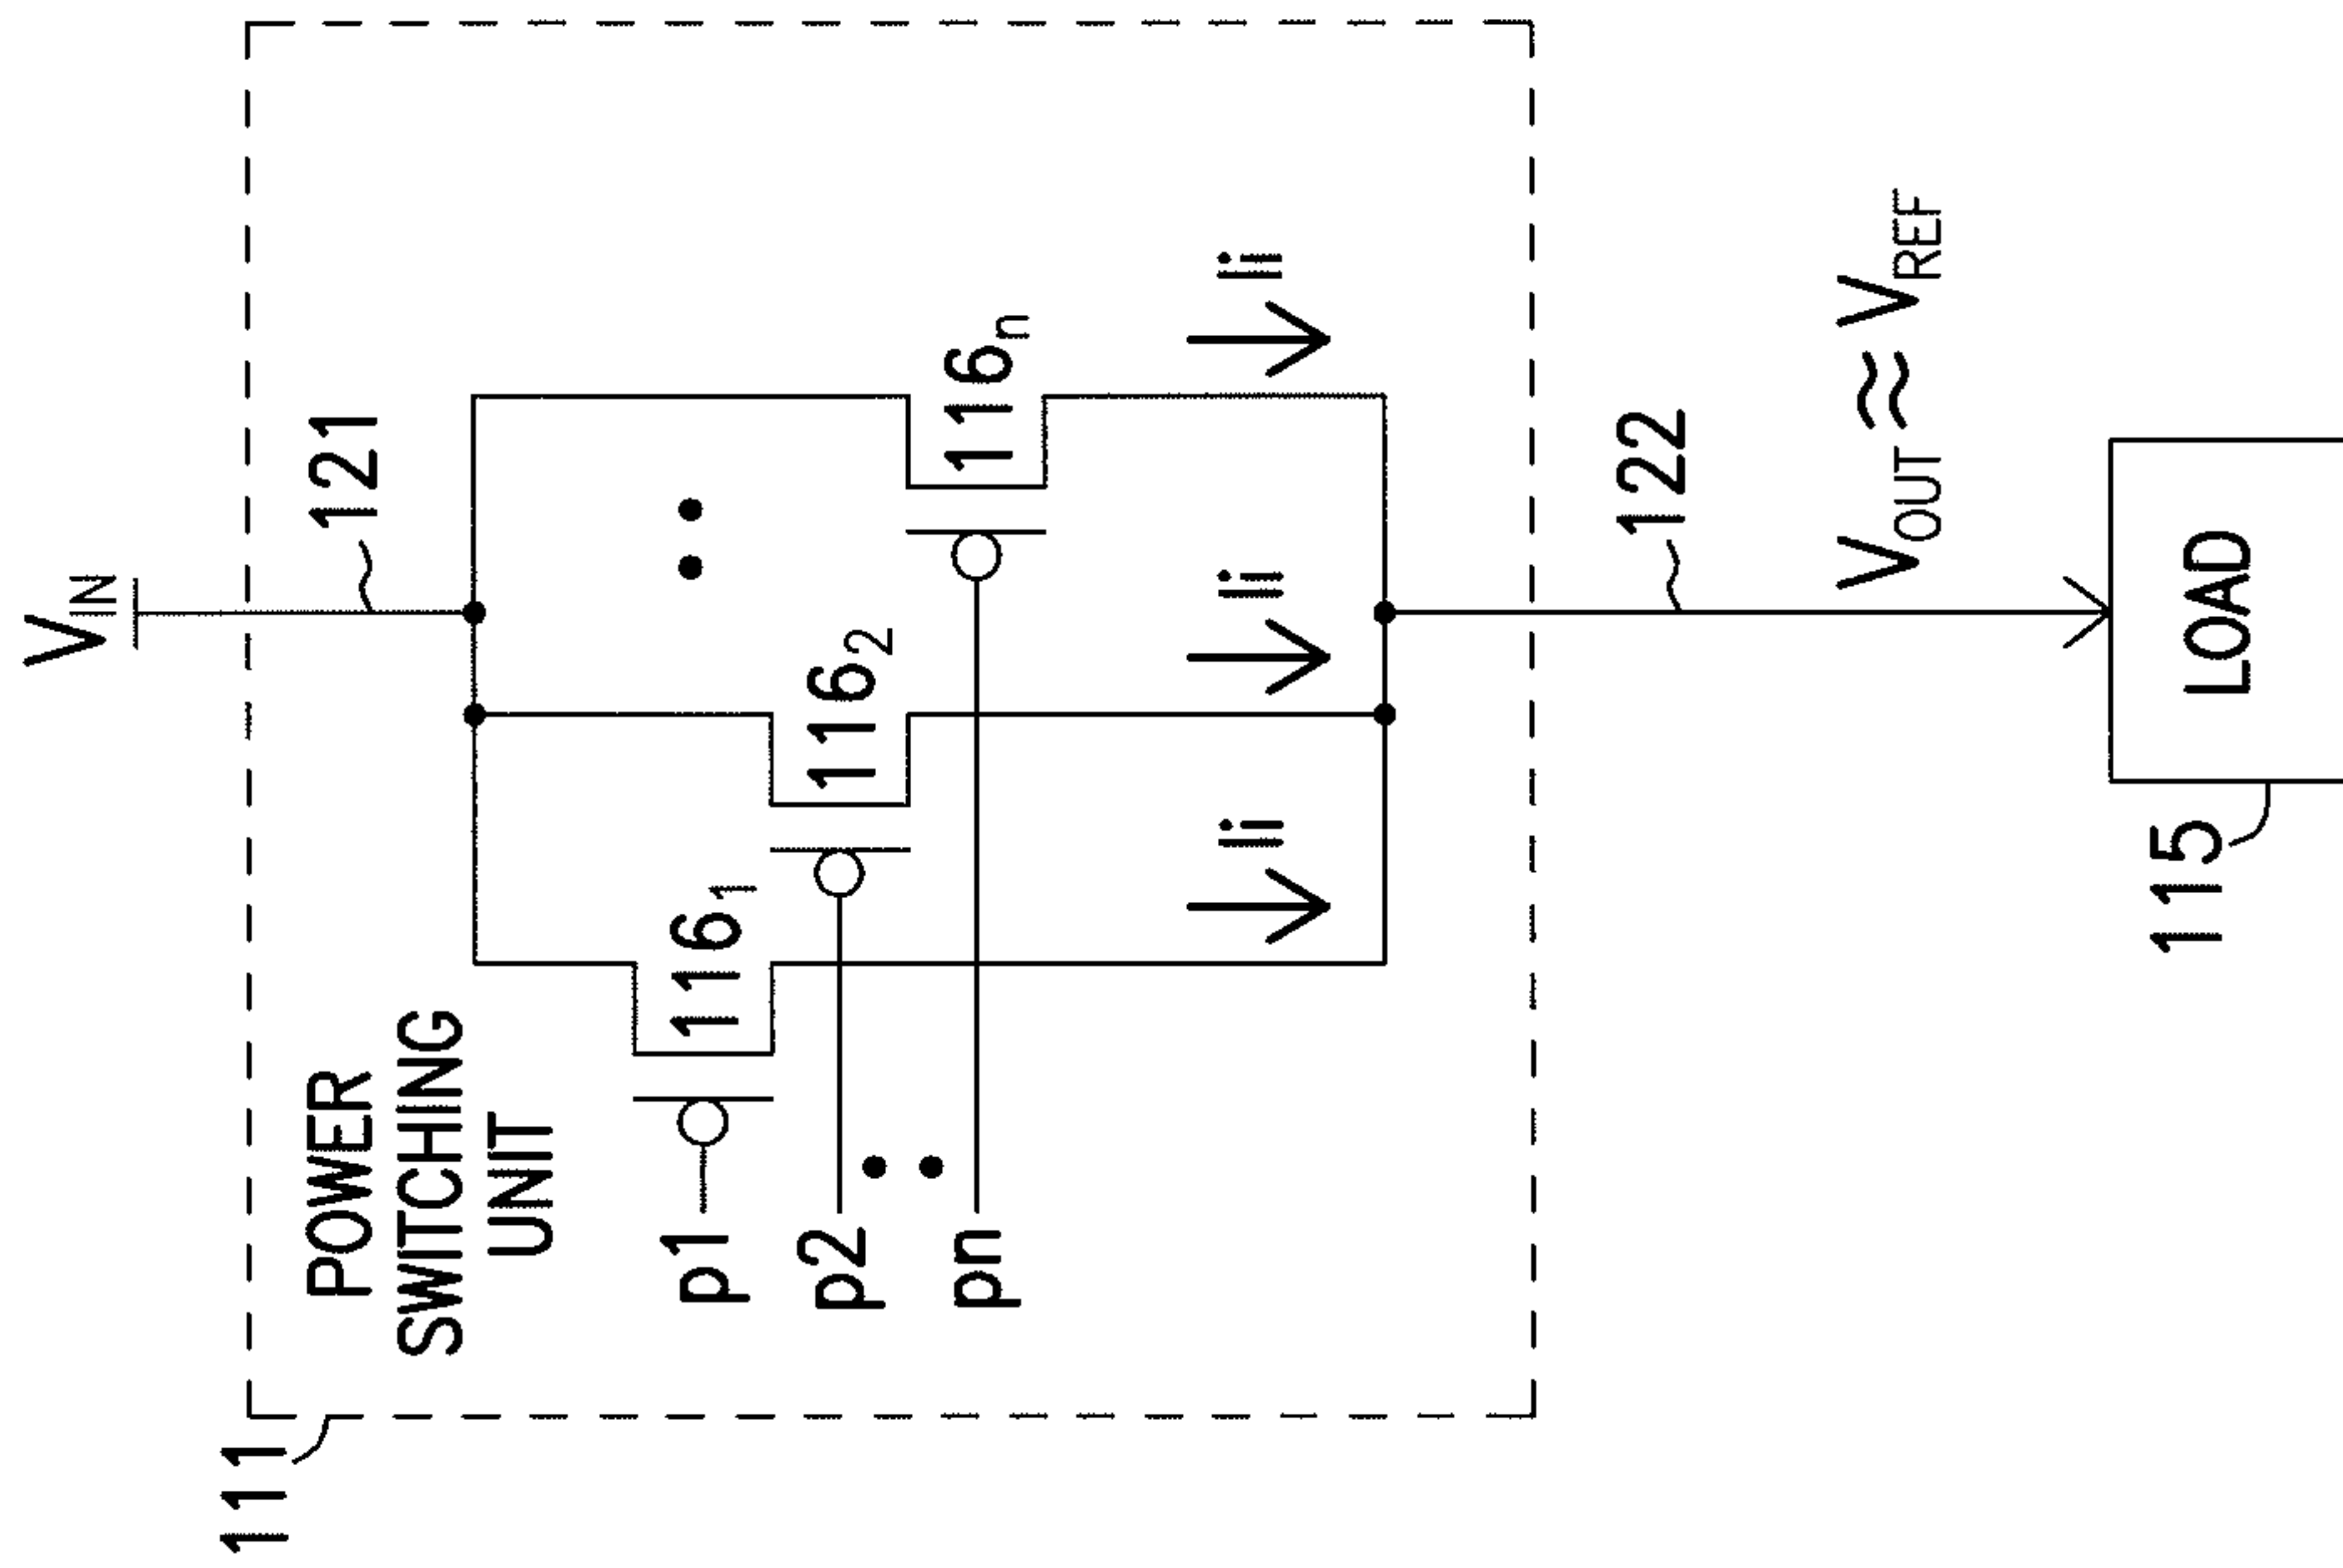 111
POWER
SWITCHING
UNIT
V_IN
121
p1
p2
pn
116_1
116_2
116_n
Ii
Ii
Ii
122
V_OUT ≈ V_REF
115
LOAD